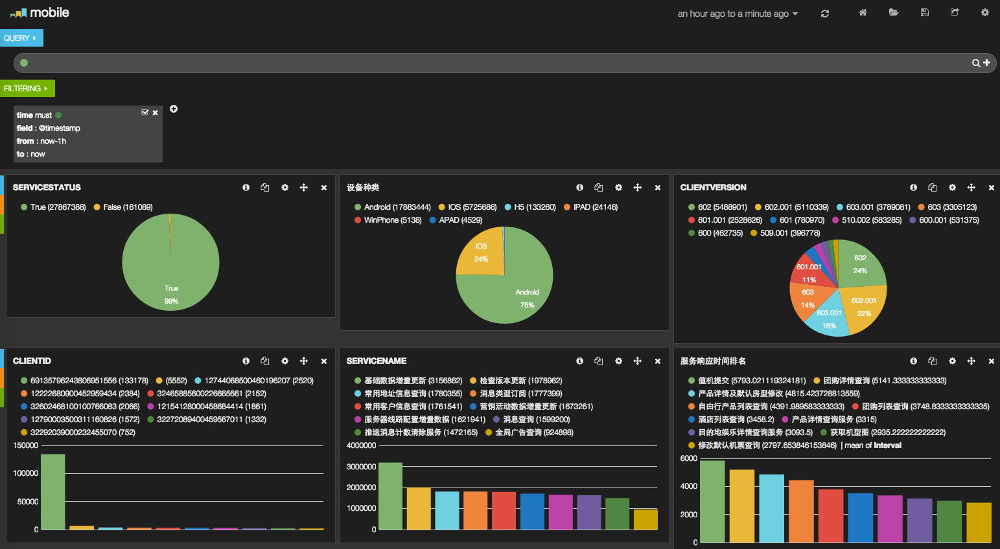 mobile
an hour ago to a minute ago
QUERY
FILTERING
time must
field : @timestamp
from : now-1h
to : now
SERVICESTATUS
True (27867388) False (161089)
True
99%
设备种类
Android (17883444) IOS (5725686) H5 (133260) IPAD (24146)
WinPhone (5138) APAD (4529)
IOS
24%
Android
75%
CLIENTVERSION
602 (5488901) 602.001 (5110339) 603.001 (3789081) 603 (3305123)
601.001 (2528626) 601 (780970) 510.002 (583285) 600.001 (531375)
600 (462735) 509.001 (396778)
602
24%
601.001
11%
603
14%
602.001
22%
603.001
16%
CLIENTID
69135796243806951556 (133178) (5552) 12744068500460196207 (2520)
12222680900452959434 (2384) 32465885600226665661 (2152)
32602468100100766083 (2066) 12154128000458684414 (1861)
12790003500311160826 (1572) 32272089400459567011 (1332)
32292039000232455070 (752)
150000
100000
50000
0
SERVICENAME
基础数据增量更新 (3156862) 检查版本更新 (1978962)
常用地址信息查询 (1780355) 消息类型订阅 (1777399)
常用客户信息查询 (1761541) 营销活动数据增量更新 (1673261)
服务器线路配置增量数据 (1621941) 消息查询 (1599200)
推送消息计数清除服务 (1472165) 全局广告查询 (924898)
4000000
3000000
2000000
1000000
0
服务响应时间排名
值机提交 (5793.021119324181) 团购详情查询 (5141.333333333333)
产品详情及默认房型修改 (4815.423728813559)
自由行产品列表查询 (4391.989583333333) 团购列表查询 (3748.8333333333335)
酒店列表查询 (3458.2) 产品详情查询服务 (3315)
目的地娱乐详情查询服务 (3093.5) 获取机型图 (2935.222222222222)
修改默认机票查询 (2797.653846153846) | mean of Interval
6000
4000
2000
0